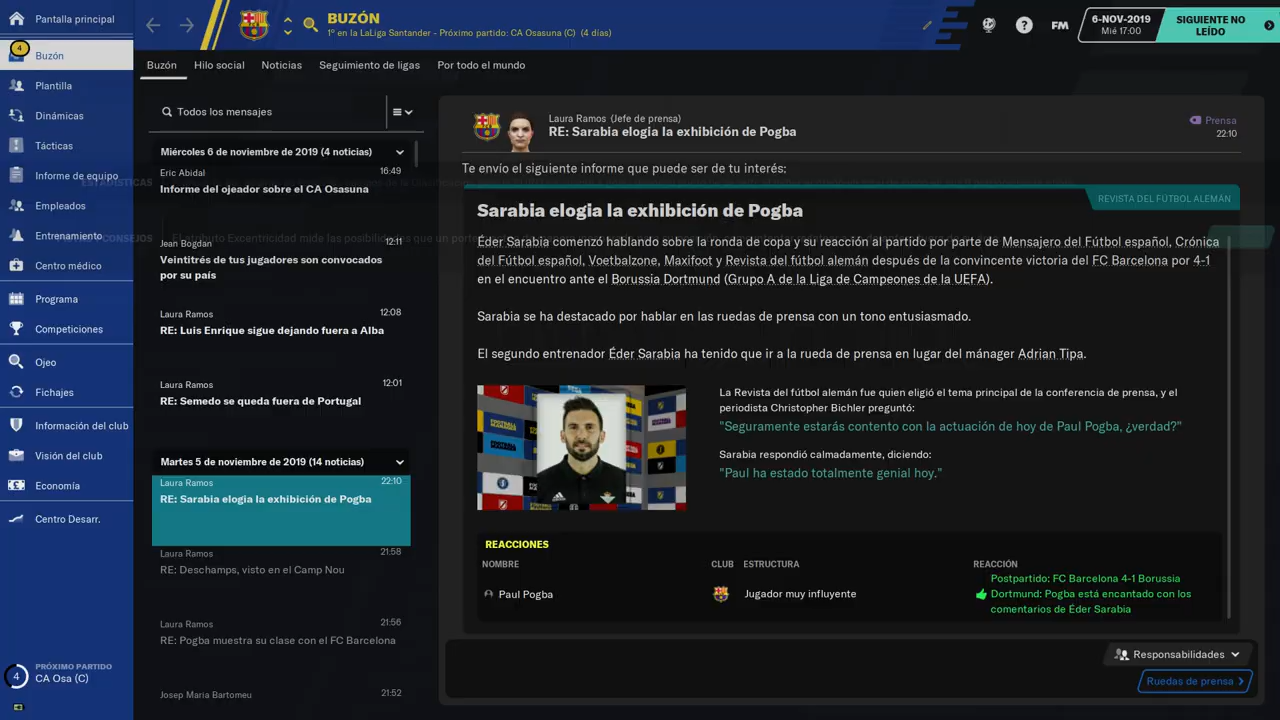 Pantalla principal
4
Buzón
Plantilla
Dinámicas
Tácticas
Informe de equipo
Empleados
Entrenamiento
Centro médico
Programa
Competiciones
Ojeo
Fichajes
Información del club
Visión del club
Economía
Centro Desarr.
4
PRÓXIMO PARTIDO
CA Osa (C)
BUZÓN
1º en la LaLiga Santander - Próximo partido: CA Osasuna (C) (4 días)
?
FM
6-NOV-2019
Mié 17:00
SIGUIENTE NO
LEÍDO
Buzón
Hilo social
Noticias
Seguimiento de ligas
Por todo el mundo
Todos los mensajes
Miércoles 6 de noviembre de 2019 (4 noticias)
Eric Abidal 16:49
Informe del ojeador sobre el CA Osasuna
Jean Bogdan 12:11
Veintitrés de tus jugadores son convocados
por su país
Laura Ramos 12:08
RE: Luis Enrique sigue dejando fuera a Alba
Laura Ramos 12:01
RE: Semedo se queda fuera de Portugal
Martes 5 de noviembre de 2019 (14 noticias)
Laura Ramos 22:10
RE: Sarabia elogia la exhibición de Pogba
Laura Ramos 21:58
RE: Deschamps, visto en el Camp Nou
Laura Ramos 21:56
RE: Pogba muestra su clase con el FC Barcelona
Josep Maria Bartomeu 21:52
Laura Ramos (Jefe de prensa)
RE: Sarabia elogia la exhibición de Pogba
Prensa
22:10
Te envío el siguiente informe que puede ser de tu interés:
REVISTA DEL FÚTBOL ALEMÁN
Sarabia elogia la exhibición de Pogba
Éder Sarabia comenzó hablando sobre la ronda de copa y su reacción al partido por parte de Mensajero del Fútbol español, Crónica
del Fútbol español, Voetbalzone, Maxifoot y Revista del fútbol alemán después de la convincente victoria del FC Barcelona por 4-1
en el encuentro ante el Borussia Dortmund (Grupo A de la Liga de Campeones de la UEFA).
Sarabia se ha destacado por hablar en las ruedas de prensa con un tono entusiasmado.
El segundo entrenador Éder Sarabia ha tenido que ir a la rueda de prensa en lugar del mánager Adrian Tipa.
La Revista del fútbol alemán fue quien eligió el tema principal de la conferencia de prensa, y el
periodista Christopher Bichler preguntó:
"Seguramente estarás contento con la actuación de hoy de Paul Pogba, ¿verdad?"
Sarabia respondió calmadamente, diciendo:
"Paul ha estado totalmente genial hoy."
REACCIONES
NOMBRE CLUB ESTRUCTURA REACCIÓN
Paul Pogba
Jugador muy influyente
Postpartido: FC Barcelona 4-1 Borussia
Dortmund: Pogba está encantado con los
comentarios de Éder Sarabia
Responsabilidades
Ruedas de prensa